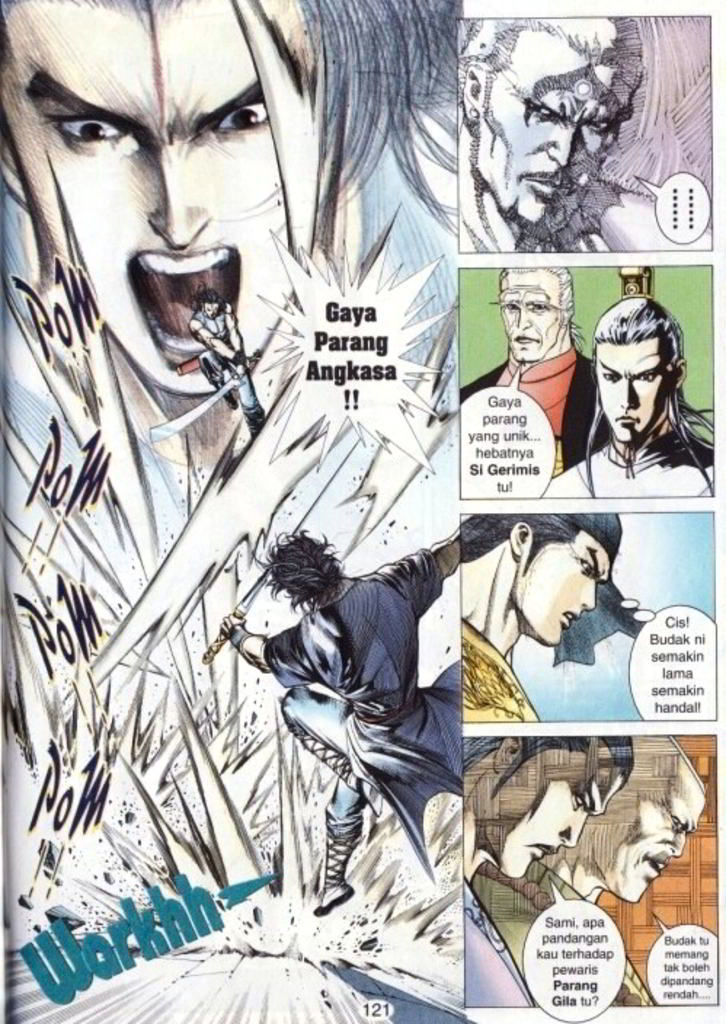 Gaya
Parang
Angkasa
!!
POM
POM
POM
POM
Warkhh
......
Gaya
parang
yang unik...
hebatnya
Si Gerimis
tu!
Cis!
Budak ni
semakin
lama
semakin
handal!
Sami, apa
pandangan
kau terhadap
pewaris
Parang
Gila tu?
Budak tu
memang
tak boleh
dipandang
rendah....
121